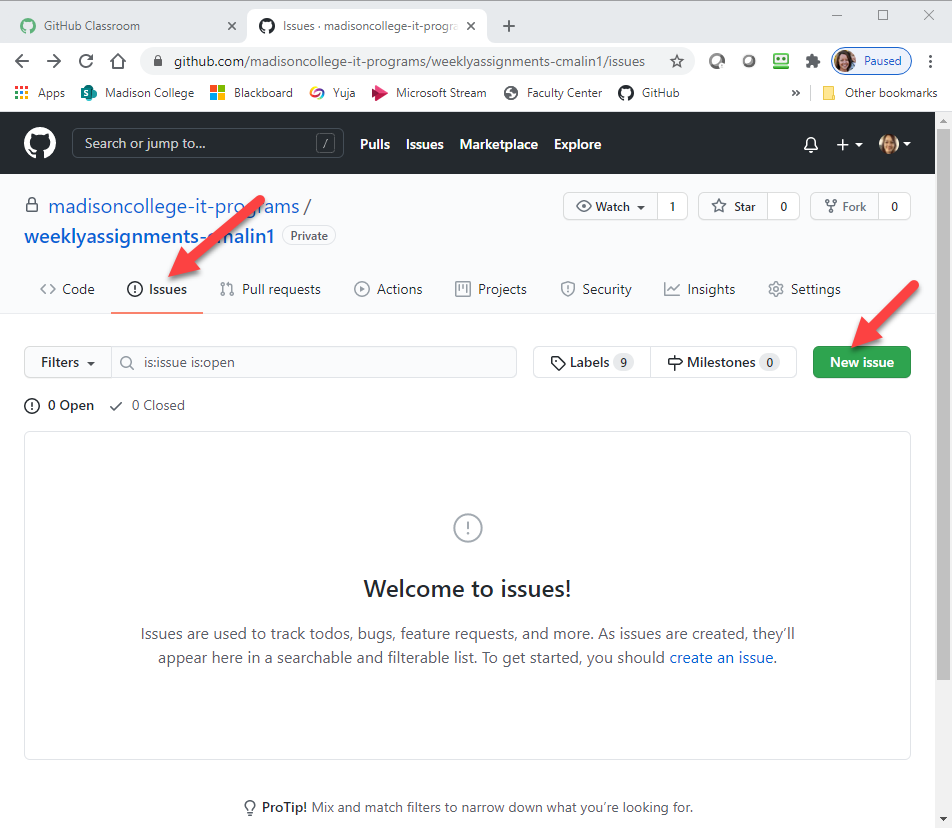 GitHub Classroom
Issues · madisoncollege-it-progra
github.com/madisoncollege-it-programs/weeklyassignments-cmalin1/issues
Paused
Apps Madison College Blackboard Yuja Microsoft Stream Faculty Center GitHub » Other bookmarks
Search or jump to... / Pulls Issues Marketplace Explore
madisoncollege-it-programs /
weeklyassignments-cmalin1 Private
Watch 1 Star 0 Fork 0
Code Issues Pull requests Actions Projects Security Insights Settings
Filters is:issue is:open Labels 9 Milestones 0 New issue
0 Open 0 Closed
Welcome to issues!
Issues are used to track todos, bugs, feature requests, and more. As issues are created, they’ll
appear here in a searchable and filterable list. To get started, you should create an issue.
ProTip! Mix and match filters to narrow down what you’re looking for.